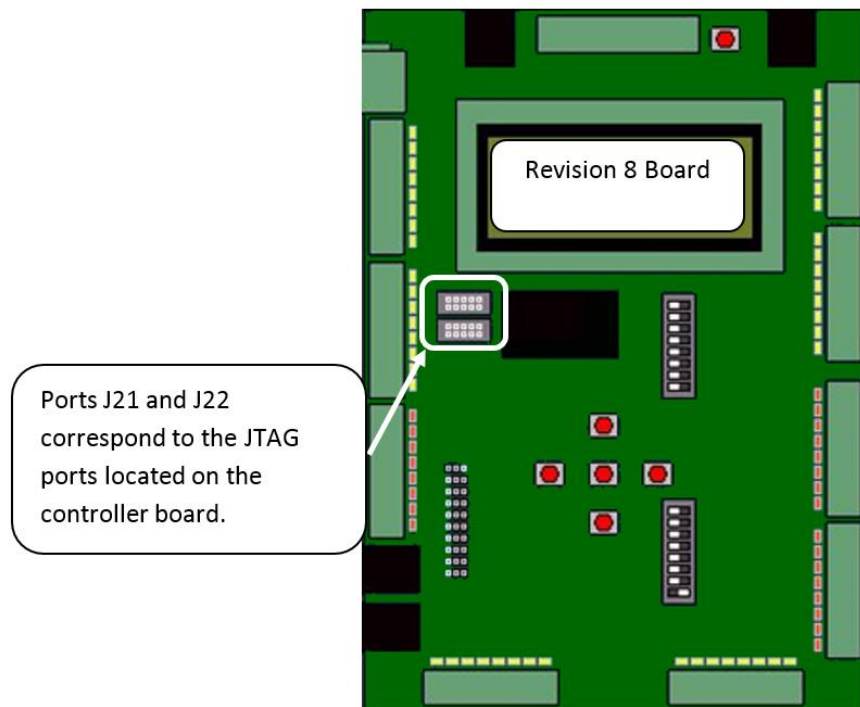 Revision 8 Board
Ports J21 and J22
correspond to the JTAG
ports located on the
controller board.